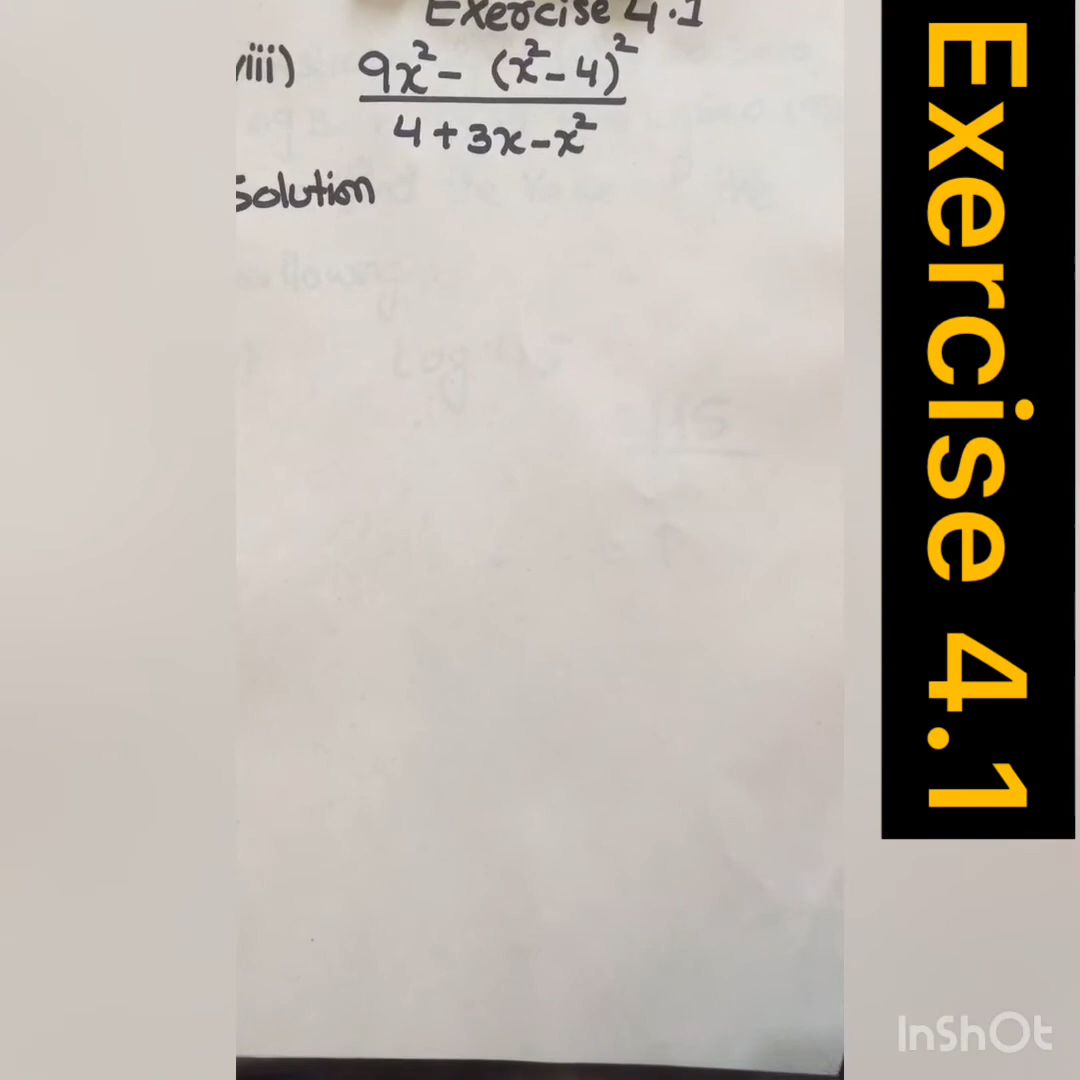 Exercise 4.1
viii) 9x² - (x² - 4)²
4 + 3x - x²
Solution
Exercise 4.1
InShOt